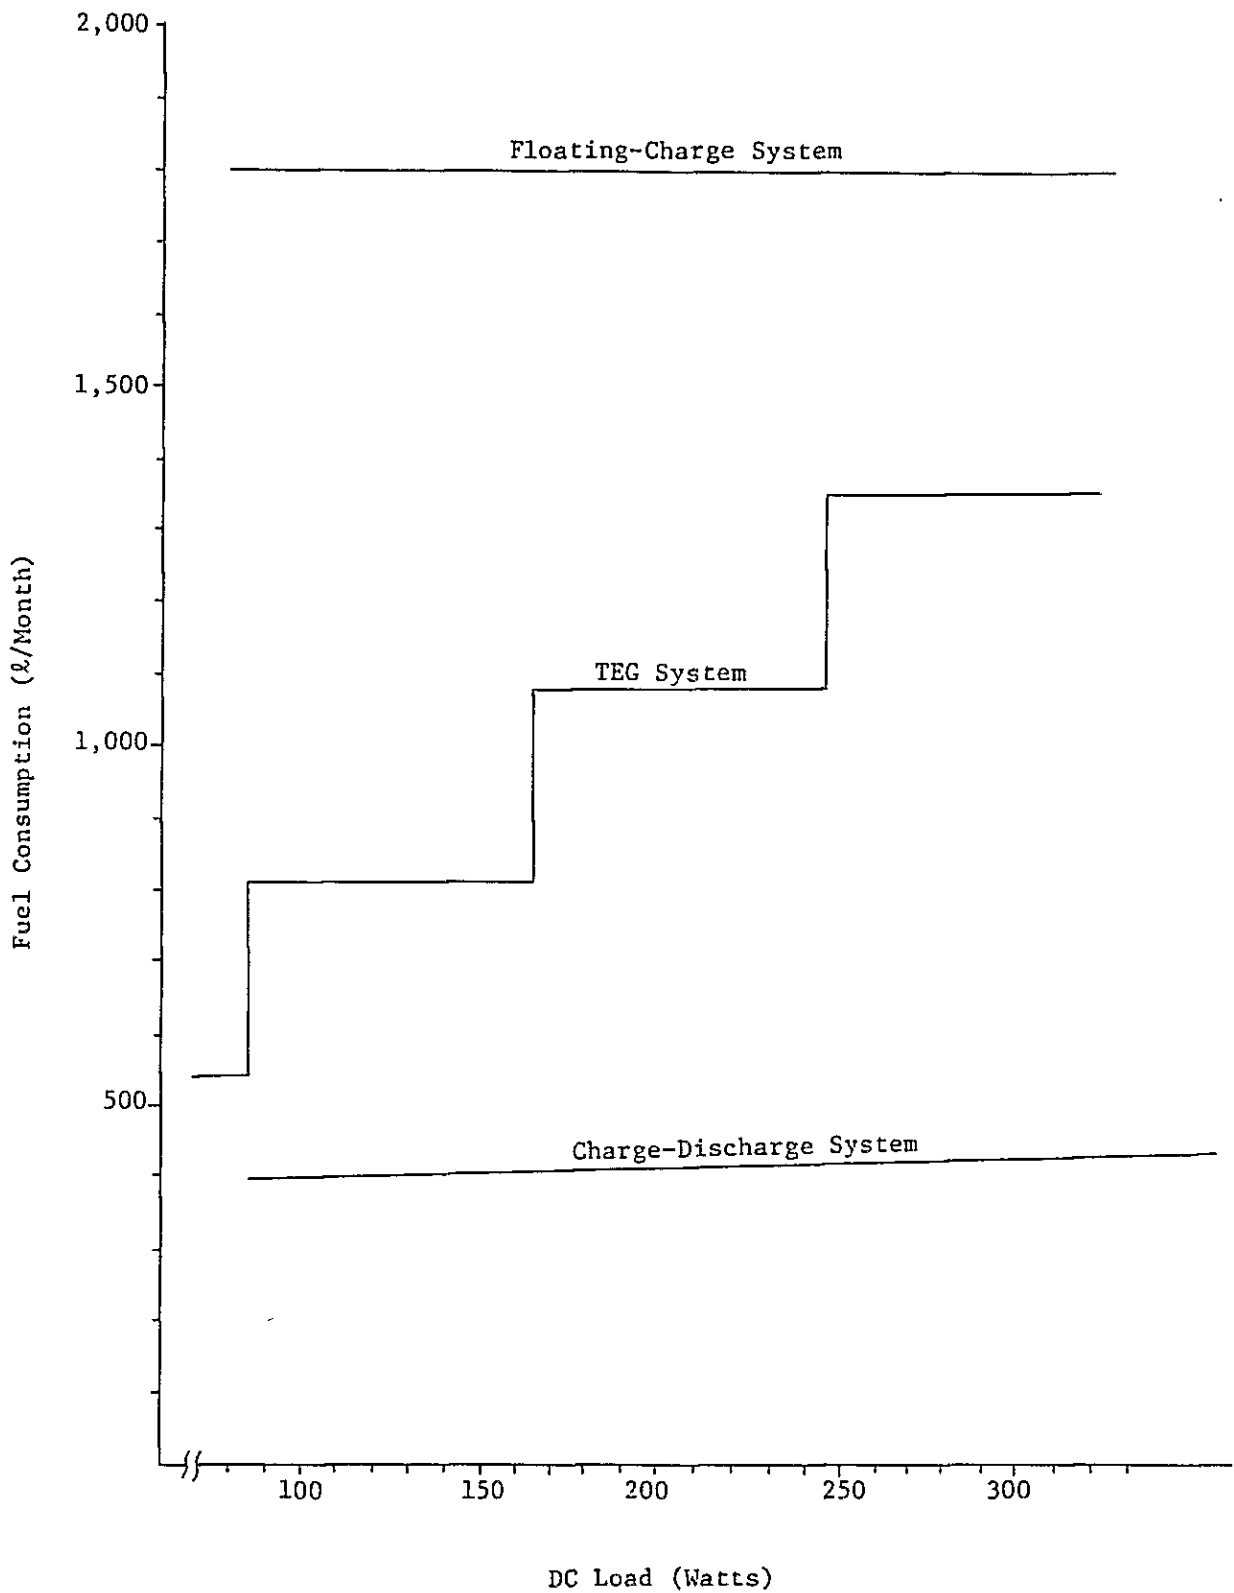 2,000
Floating-Charge System
1,500
Fuel Consumption (ℓ/Month)
TEG System
1,000
500
Charge-Discharge System
100 150 200 250 300
DC Load (Watts)